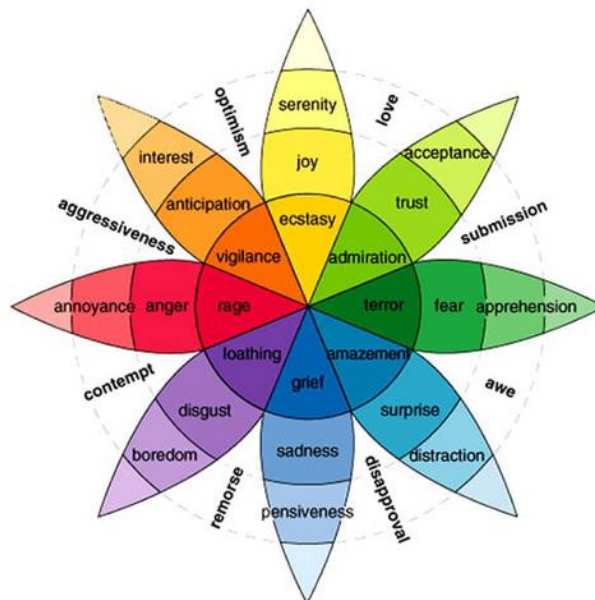 serenity
optimism
love
interest
joy
acceptance
anticipation
trust
ecstasy
aggressiveness
submission
vigilance
admiration
annoyance anger rage terror fear apprehension
loathing amazement
grief
contempt
awe
disgust
surprise
sadness
boredom
distraction
remorse
disapproval
pensiveness